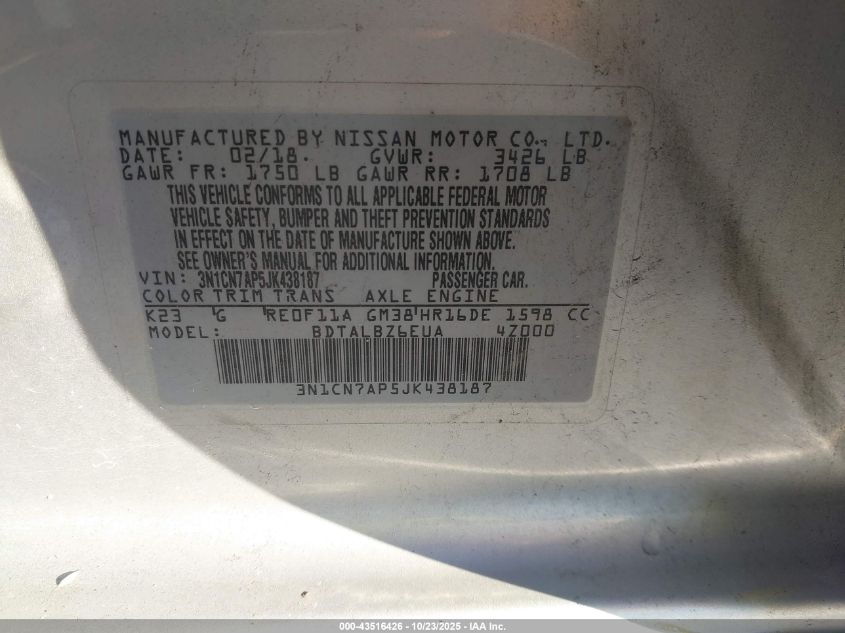 MANUFACTURED BY NISSAN MOTOR CO., LTD.
DATE: 02/18. GVWR: 3426 LB
GAWR FR: 1750 LB GAWR RR: 1708 LB
THIS VEHICLE CONFORMS TO ALL APPLICABLE FEDERAL MOTOR
VEHICLE SAFETY, BUMPER AND THEFT PREVENTION STANDARDS
IN EFFECT ON THE DATE OF MANUFACTURE SHOWN ABOVE.
SEE OWNER'S MANUAL FOR ADDITIONAL INFORMATION.
VIN: 3N1CN7AP5JK438187 PASSENGER CAR.
COLOR TRIM TRANS AXLE ENGINE
K23 G RE0F11A GM38 HR16DE 1598 CC
MODEL: BDTALBZ6EUA 4Z000
3N1CN7AP5JK438187
000-43516426 - 10/23/2025 - IAA Inc.